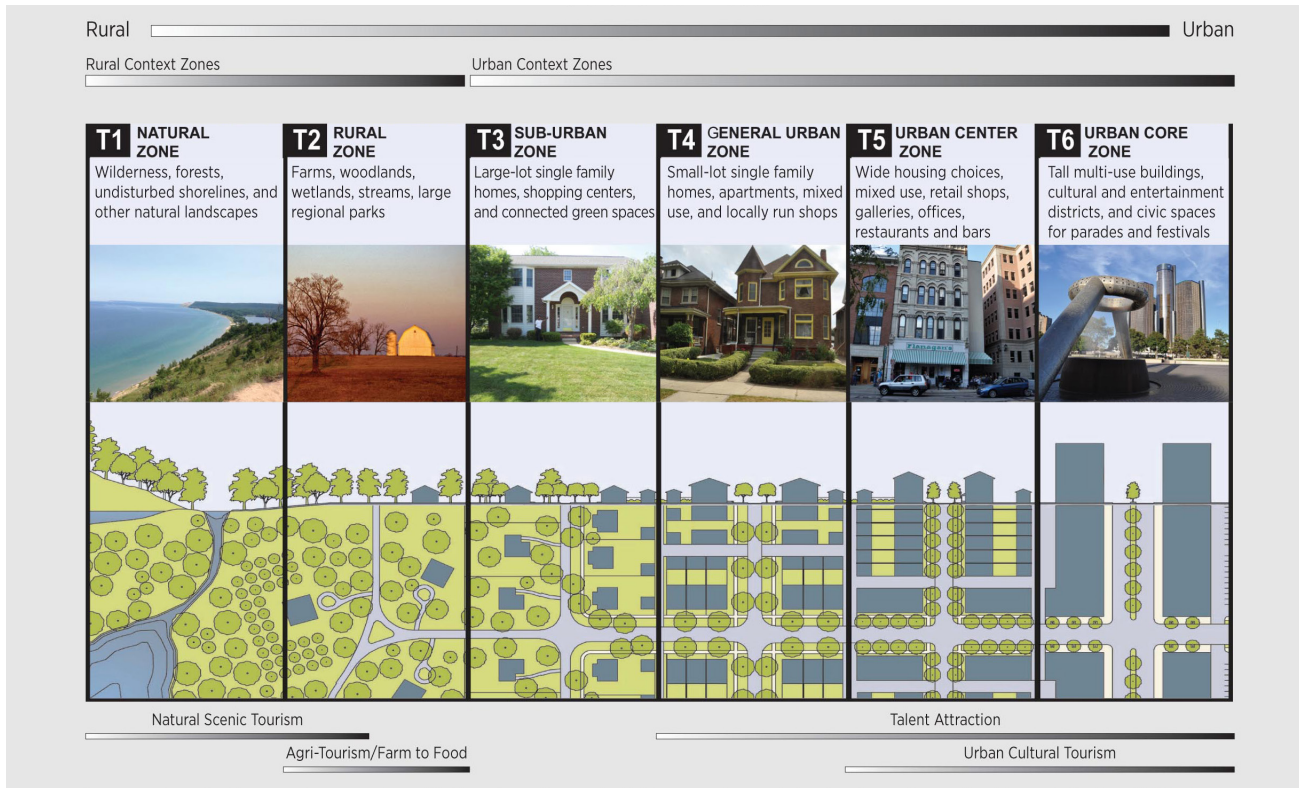 Rural
Urban
Rural Context Zones
Urban Context Zones
T1 NATURAL
ZONE
Wilderness, forests,
undisturbed shorelines, and
other natural landscapes
T2 RURAL
ZONE
Farms, woodlands,
wetlands, streams, large
regional parks
T3 SUB-URBAN
ZONE
Large-lot single family
homes, shopping centers,
and connected green spaces
T4 GENERAL URBAN
ZONE
Small-lot single family
homes, apartments, mixed
use, and locally run shops
T5 URBAN CENTER
ZONE
Wide housing choices,
mixed use, retail shops,
galleries, offices,
restaurants and bars
T6 URBAN CORE
ZONE
Tall multi-use buildings,
cultural and entertainment
districts, and civic spaces
for parades and festivals
Flanagan's
Natural Scenic Tourism
Talent Attraction
Agri-Tourism/Farm to Food
Urban Cultural Tourism